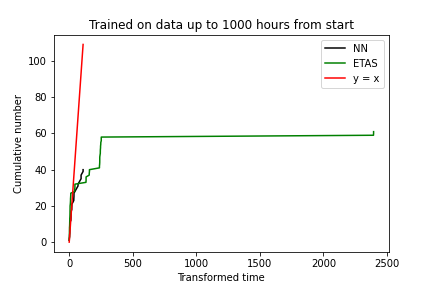 Trained on data up to 1000 hours from start
NN
ETAS
y = x
Cumulative number
100
80
60
40
20
0
0
500
1000
1500
2000
2500
Transformed time